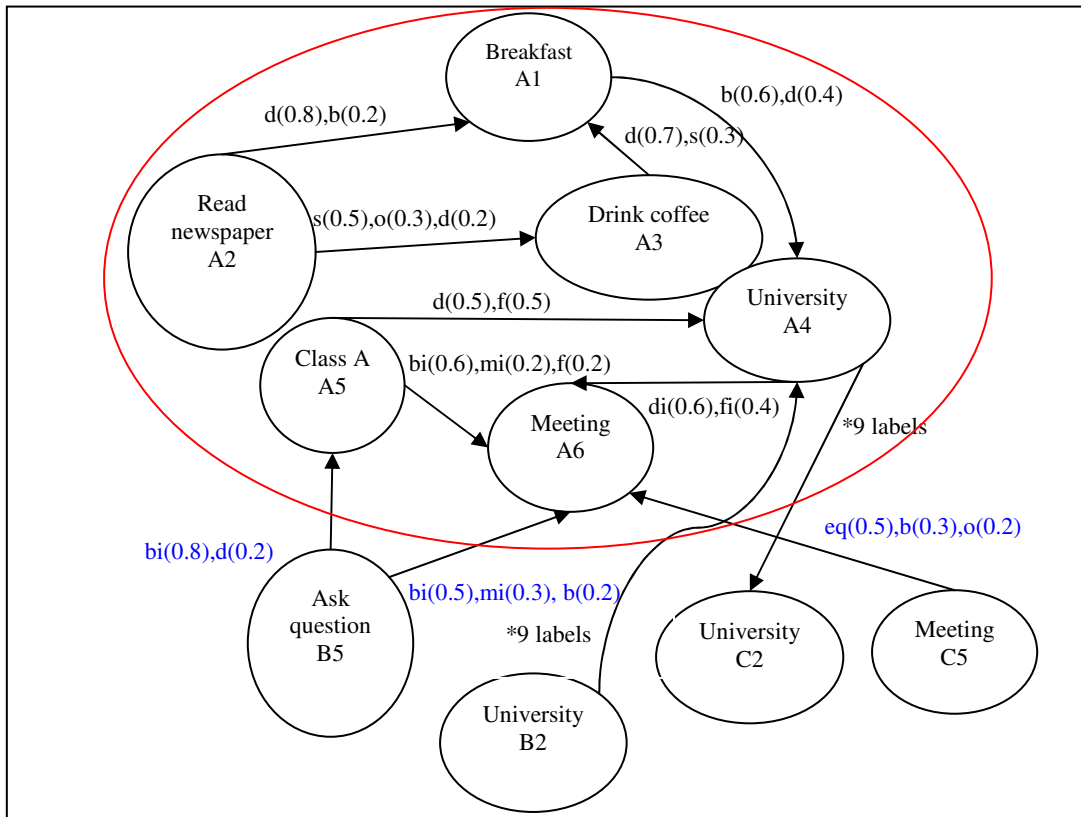 Breakfast
A1
b(0.6),d(0.4)
d(0.8),b(0.2)
d(0.7),s(0.3)
Read
newspaper
A2
s(0.5),o(0.3),d(0.2)
Drink coffee
A3
University
A4
d(0.5),f(0.5)
Class A
A5
bi(0.6),mi(0.2),f(0.2)
di(0.6),fi(0.4)
Meeting
A6
*9 labels
eq(0.5),b(0.3),o(0.2)
bi(0.8),d(0.2)
bi(0.5),mi(0.3), b(0.2)
Ask
question
B5
*9 labels
University
C2
Meeting
C5
University
B2